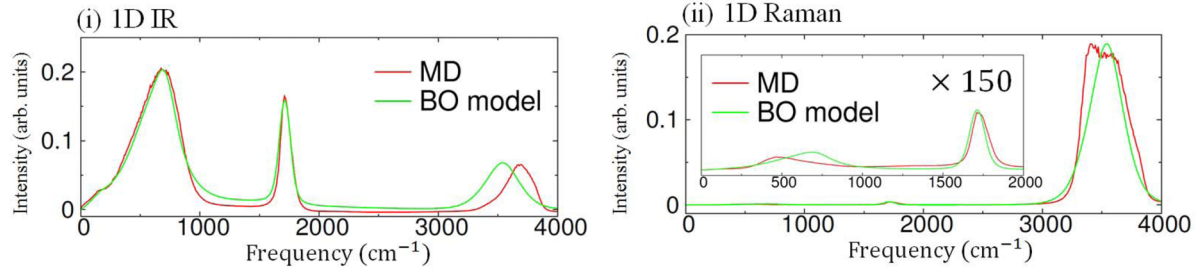 (i) 1D IR
Intensity (arb. units)
0.2
0.1
0
MD
BO model
0 1000 2000 3000 4000
Frequency (cm⁻¹)
(ii) 1D Raman
Intensity (arb. units)
0.2
0.1
0
MD
BO model
× 150
0 500 1000 1500 2000
0 1000 2000 3000 4000
Frequency (cm⁻¹)